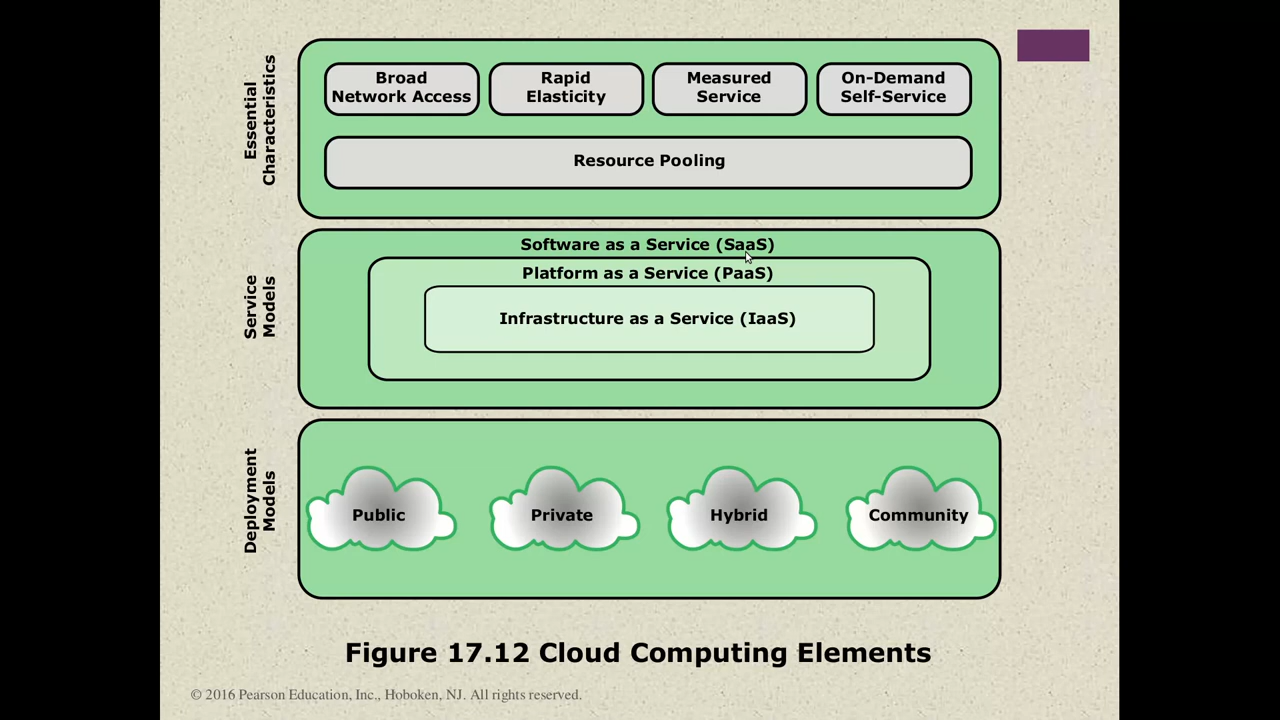 Essential
Characteristics
Broad
Network Access
Rapid
Elasticity
Measured
Service
On-Demand
Self-Service
Resource Pooling
Service
Models
Software as a Service (SaaS)
Platform as a Service (PaaS)
Infrastructure as a Service (IaaS)
Deployment
Models
Public
Private
Hybrid
Community
Figure 17.12 Cloud Computing Elements
© 2016 Pearson Education, Inc., Hoboken, NJ. All rights reserved.